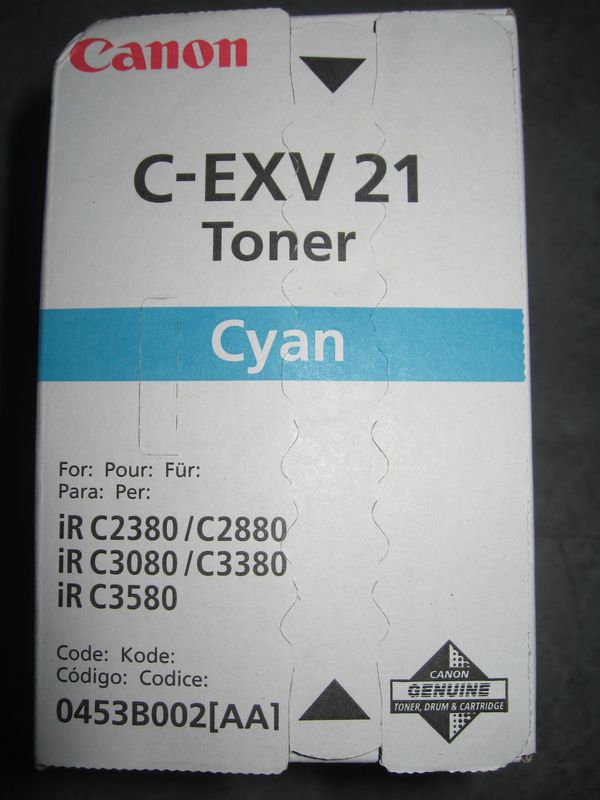 Canon
C-EXV 21
Toner
Cyan
For: Pour: Für:
Para: Per:
iR C2380/C2880
iR C3080/C3380
iR C3580
Code: Kode:
Código: Codice:
0453B002[AA]
CANON
GENUINE
TONER, DRUM & CARTRIDGE